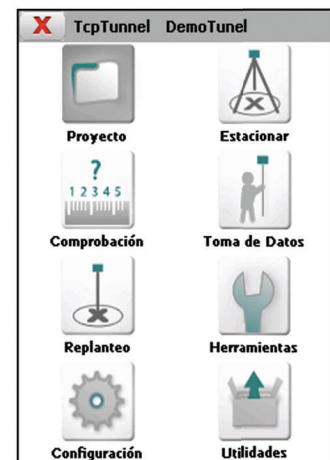 X TcpTunnel DemoTunel
Proyecto Estacionar
?
1 2 3 4 5
Comprobación Toma de Datos
Replanteo Herramientas
Configuración Utilidades